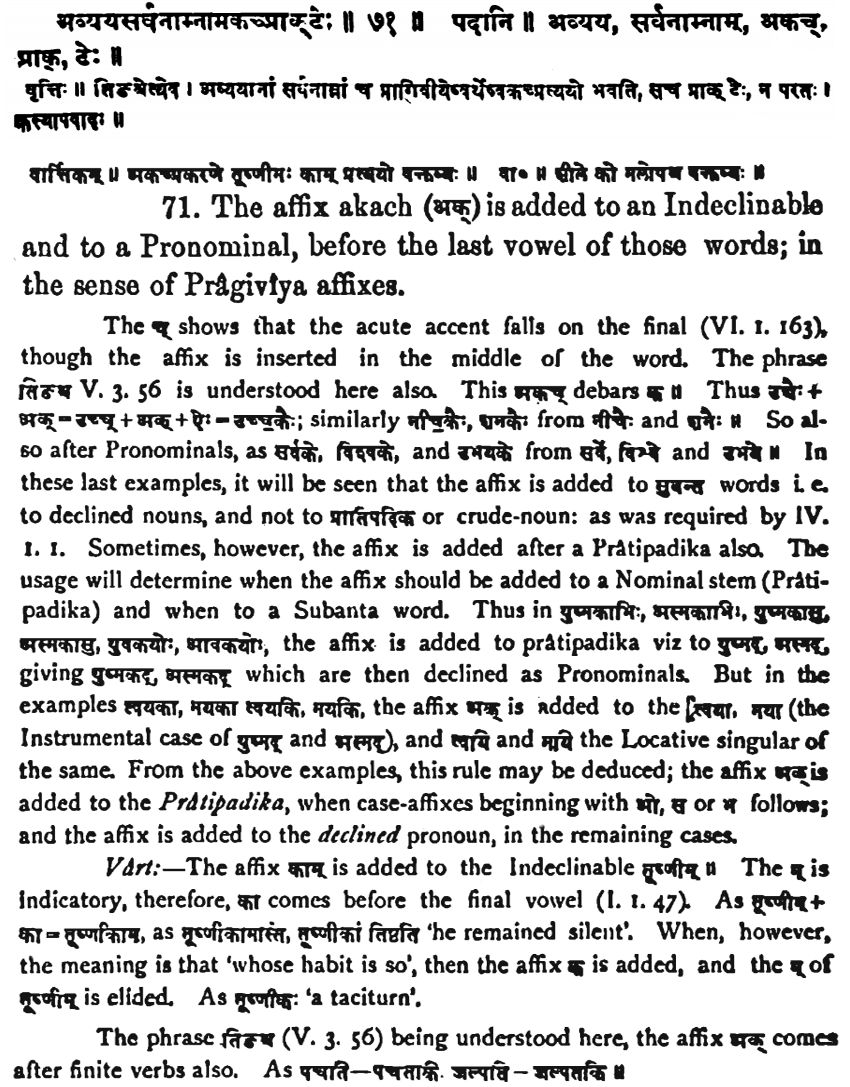 अव्ययसर्वनाम्नामकच्प्राक्टेः ॥ ७१ ॥ पदानि ॥ अव्यय, सर्वनाम्नाम्, अकच्,
प्राक्, टेः ॥
वृत्तिः ॥ तिङश्चेत्येव । अव्ययानां सर्वनाम्नां च प्रागिवीयेष्वर्थेष्वकच्प्रत्ययो भवति, सच प्राक् टेः, न परतः ।
कस्यापवादः ॥
वार्त्तिकम् ॥ अकच्प्रकरणे तूष्णीमः काम् प्रत्ययो वक्तव्यः ॥ वा० ॥ शीले को मलोपश्च वक्तव्यः ॥
71. The affix akach (अक्) is added to an Indeclinable
and to a Pronominal, before the last vowel of those words; in
the sense of Prâgivîya affixes.
The च् shows that the acute accent falls on the final (VI. 1. 163),
though the affix is inserted in the middle of the word. The phrase
तिङश्च V. 3. 56 is understood here also. This अकच् debars क ॥ Thus उच्चैः +
अक् = उच्च् + अक् + ऐः = उच्चकैः; similarly नीचकैः, शनकैः from नीचैः and शनैः ॥ So al-
so after Pronominals, as सर्वके, विश्वके, and उभयके from सर्वे, विश्वे and उभये ॥ In
these last examples, it will be seen that the affix is added to सुबन्त words i. e.
to declined nouns, and not to प्रातिपदिक or crude-noun: as was required by IV.
1. 1. Sometimes, however, the affix is added after a Prâtipadika also. The
usage will determine when the affix should be added to a Nominal stem (Prâti-
padika) and when to a Subanta word. Thus in युष्मकाभिः, अस्मकाभिः, युष्मकासु,
अस्मकासु, युवकयोः, आवकयोः, the affix is added to prâtipadika viz to युष्मद्, अस्मद्,
giving युष्मकद्, अस्मकद् which are then declined as Pronominals. But in the
examples त्वयका, मयका त्वयकि, मयकि, the affix अक् is added to the त्वया, मया (the
Instrumental case of युष्मद् and अस्मद्), and त्वयि and मयि the Locative singular of
the same. From the above examples, this rule may be deduced; the affix अक् is
added to the Prâtipadika, when case-affixes beginning with ओ, स or भ follows;
and the affix is added to the declined pronoun, in the remaining cases.
Vârt:—The affix काम् is added to the Indeclinable तूष्णीम् ॥ The म् is
indicatory, therefore, का comes before the final vowel (I. 1. 47). As तूष्णीम् +
का = तूष्णीकाम्, as तूष्णीकामास्ते, तूष्णीकां तिष्ठति 'he remained silent'. When, however,
the meaning is that 'whose habit is so', then the affix क is added, and the म् of
तूष्णीम् is elided. As तूष्णीकः 'a taciturn'.
The phrase तिङश्च (V. 3. 56) being understood here, the affix अक् comes
after finite verbs also. As पचति—पचतकि, जल्पति – जल्पतकि ॥